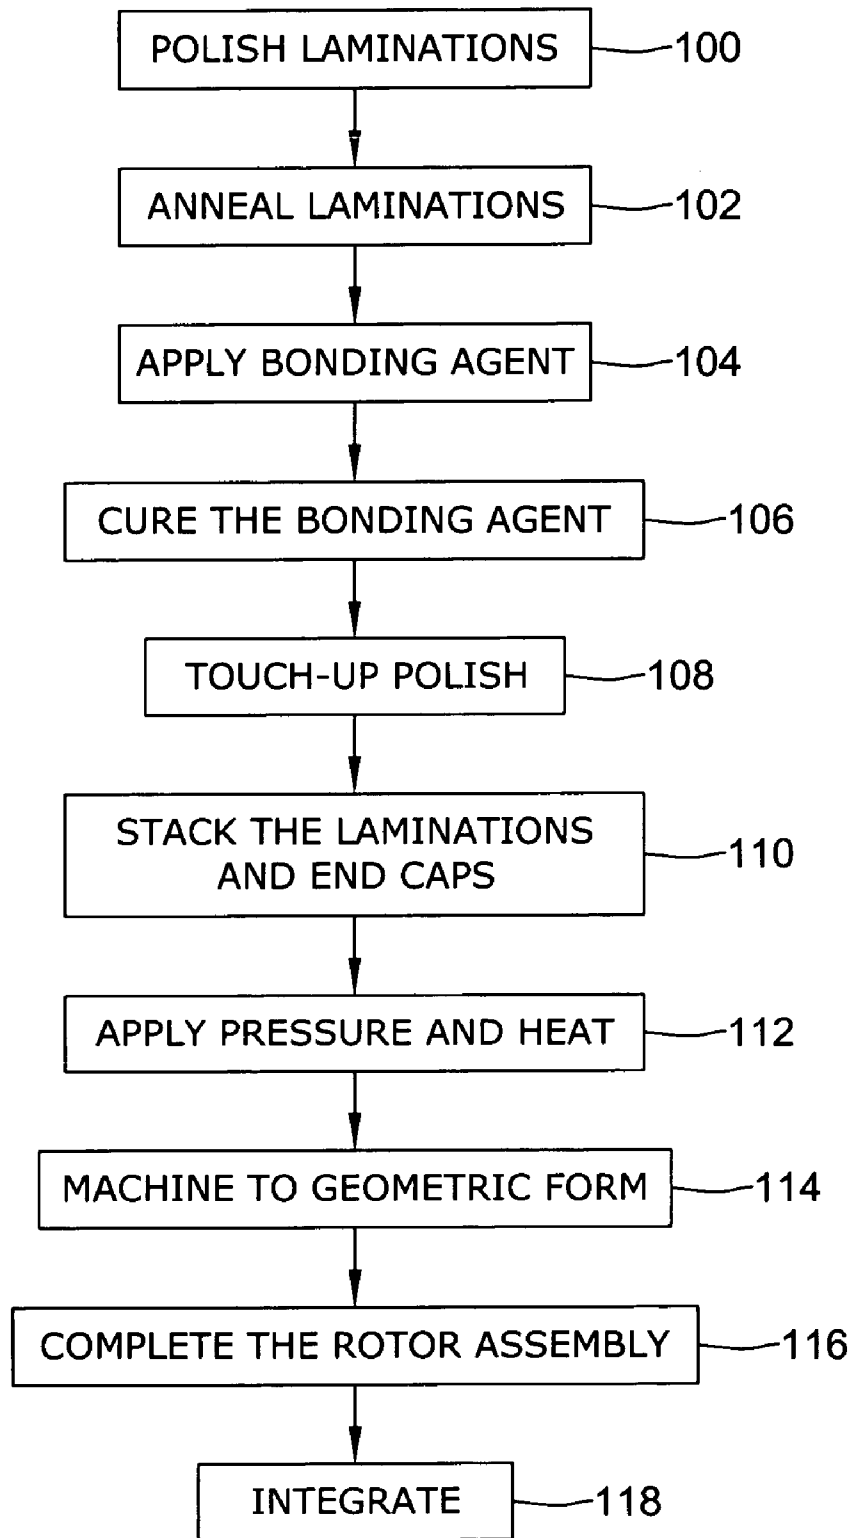 POLISH LAMINATIONS 100
ANNEAL LAMINATIONS 102
APPLY BONDING AGENT 104
CURE THE BONDING AGENT 106
TOUCH-UP POLISH 108
STACK THE LAMINATIONS
AND END CAPS 110
APPLY PRESSURE AND HEAT 112
MACHINE TO GEOMETRIC FORM 114
COMPLETE THE ROTOR ASSEMBLY 116
INTEGRATE 118